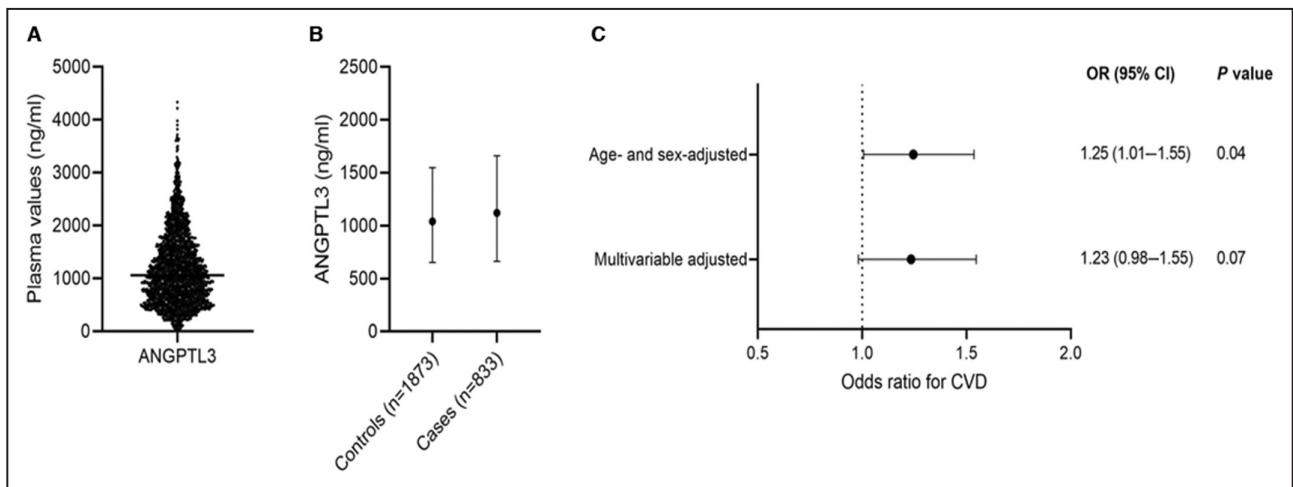 A
Plasma values (ng/ml)
5000
4000
3000
2000
1000
0
ANGPTL3
B
ANGPTL3 (ng/ml)
2500
2000
1500
1000
500
0
Controls (n=1873)
Cases (n=833)
C
OR (95% CI) P value
Age- and sex-adjusted 1.25 (1.01–1.55) 0.04
Multivariable adjusted 1.23 (0.98–1.55) 0.07
0.5 1.0 1.5 2.0
Odds ratio for CVD